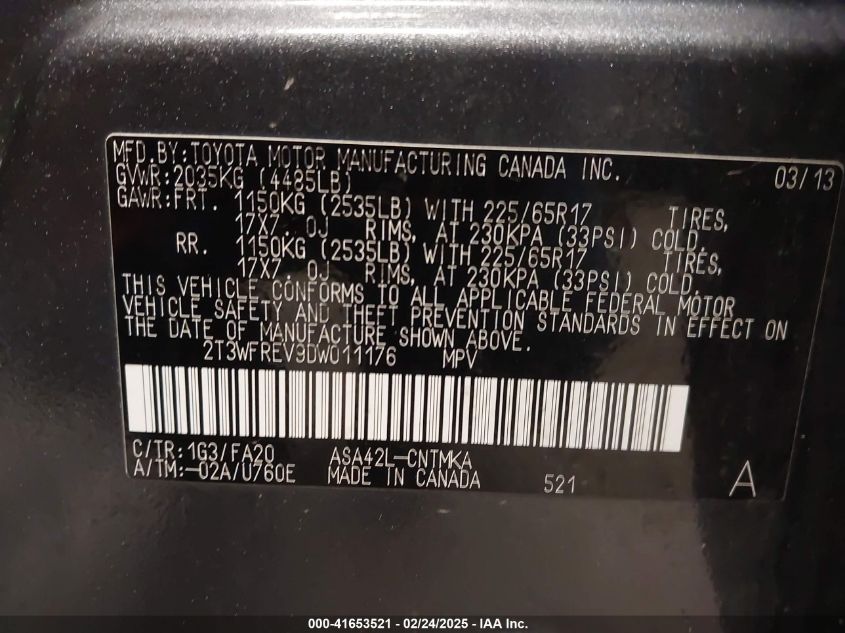 MFD.BY:TOYOTA MOTOR MANUFACTURING CANADA INC. 03/13
GVWR:2035KG (4485LB)
GAWR:FRT. 1150KG (2535LB) WITH 225/65R17 TIRES,
17X7.0J RIMS, AT 230KPA (33PSI) COLD.
RR. 1150KG (2535LB) WITH 225/65R17 TIRES,
17X7.0J RIMS, AT 230KPA (33PSI) COLD.
THIS VEHICLE CONFORMS TO ALL APPLICABLE FEDERAL MOTOR
VEHICLE SAFETY AND THEFT PREVENTION STANDARDS IN EFFECT ON
THE DATE OF MANUFACTURE SHOWN ABOVE.
2T3WFREV9DW011176 MPV
C/TR:1G3/FA20 ASA42L-CNTMKA
A/TM:-02A/U760E MADE IN CANADA 521 A
000-41653521 - 02/24/2025 - IAA Inc.